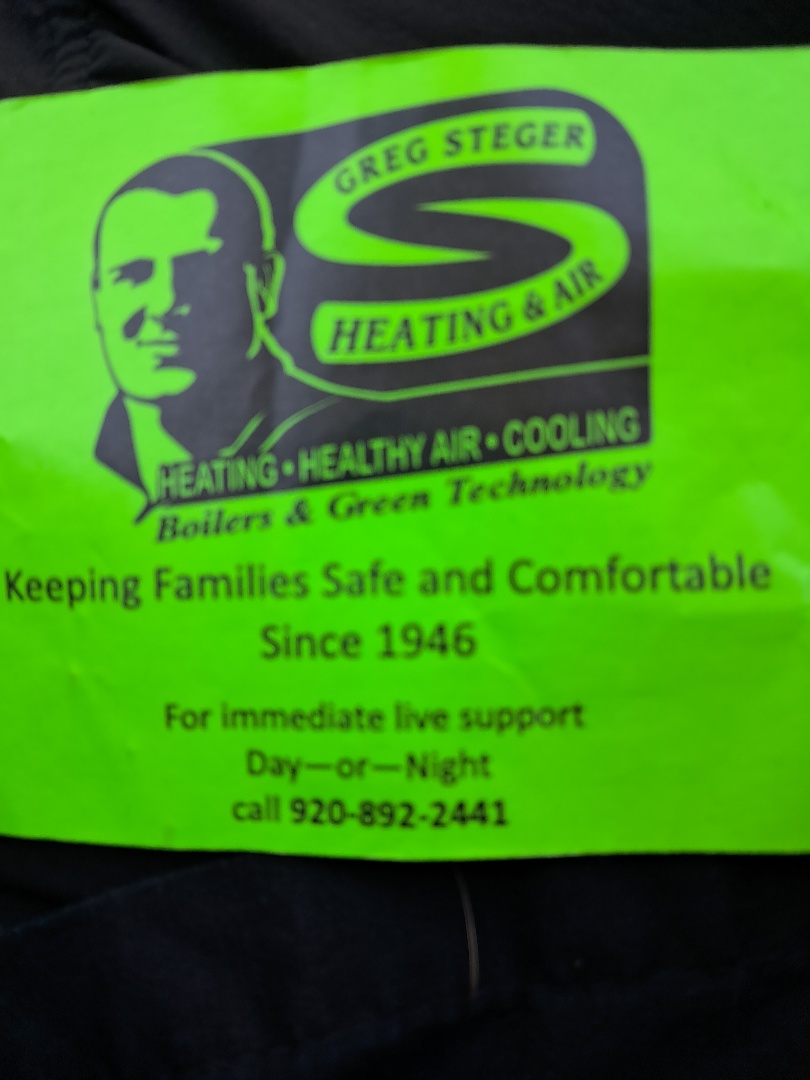 GREG STEGER
HEATING & AIR
HEATING • HEALTHY AIR • COOLING
Boilers & Green Technology
Keeping Families Safe and Comfortable
Since 1946
For immediate live support
Day—or—Night
call 920-892-2441